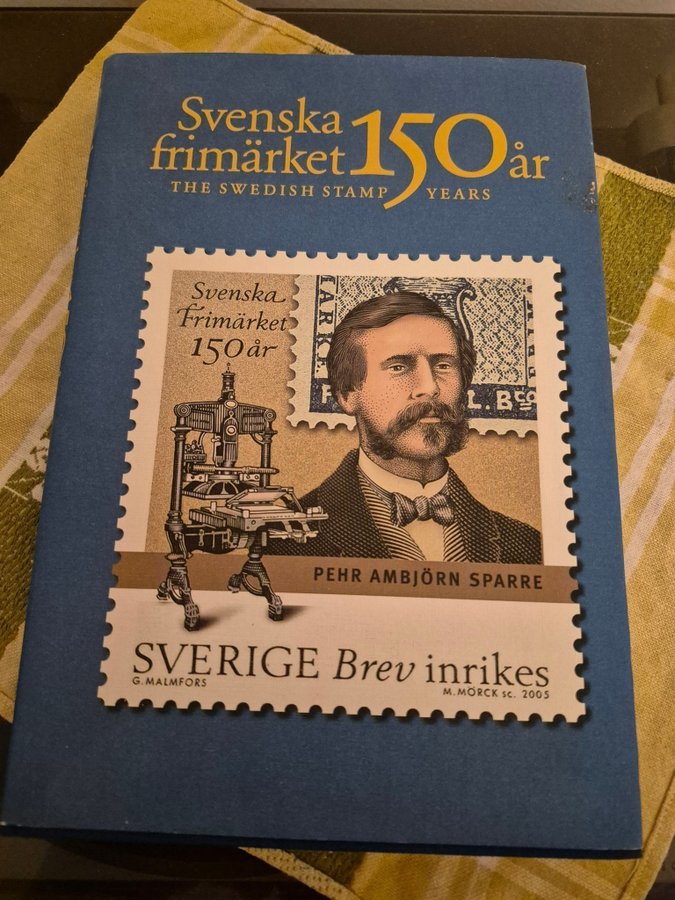 Svenska
frimärket 150 år
THE SWEDISH STAMP YEARS
Svenska
Frimärket
150 år
L. Bco
PEHR AMBJÖRN SPARRE
SVERIGE Brev inrikes
G. MALMFORS
M. MÖRCK sc. 2005